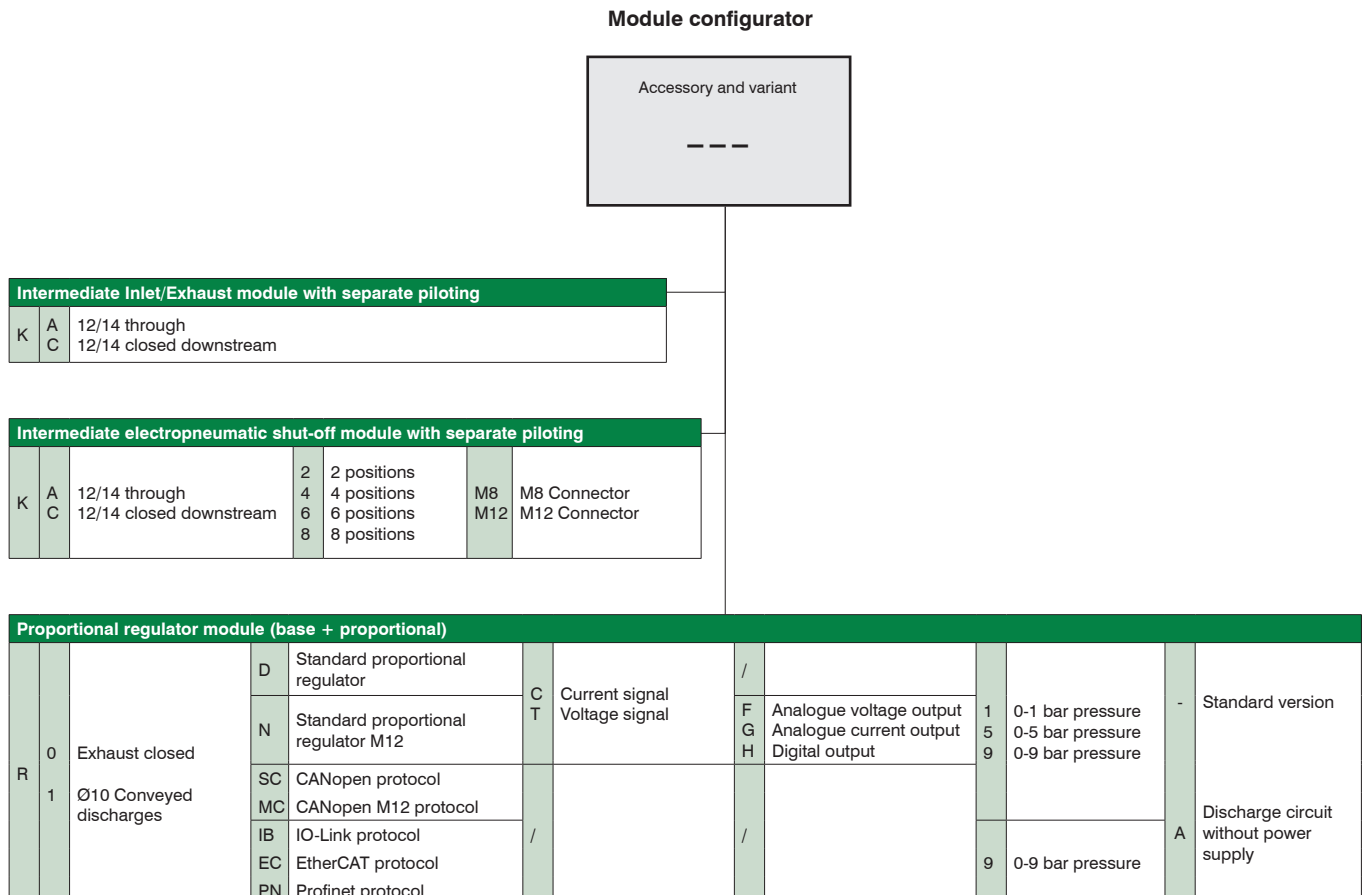 Module configurator
Accessory and variant
– – –
Intermediate Inlet/Exhaust module with separate piloting
K
A 12/14 through
C 12/14 closed downstream
Intermediate electropneumatic shut-off module with separate piloting
K
A 12/14 through
C 12/14 closed downstream
2 2 positions
4 4 positions
6 6 positions
8 8 positions
M8 M8 Connector
M12 M12 Connector
Proportional regulator module (base + proportional)
R
0 Exhaust closed
1 Ø10 Conveyed
discharges
D Standard proportional
regulator
N Standard proportional
regulator M12
SC CANopen protocol
MC CANopen M12 protocol
IB IO-Link protocol
EC EtherCAT protocol
PN Profinet protocol
C Current signal
T Voltage signal
/
/
F Analogue voltage output
G Analogue current output
H Digital output
/
1 0-1 bar pressure
5 0-5 bar pressure
9 0-9 bar pressure
9 0-9 bar pressure
- Standard version
A Discharge circuit
without power
supply